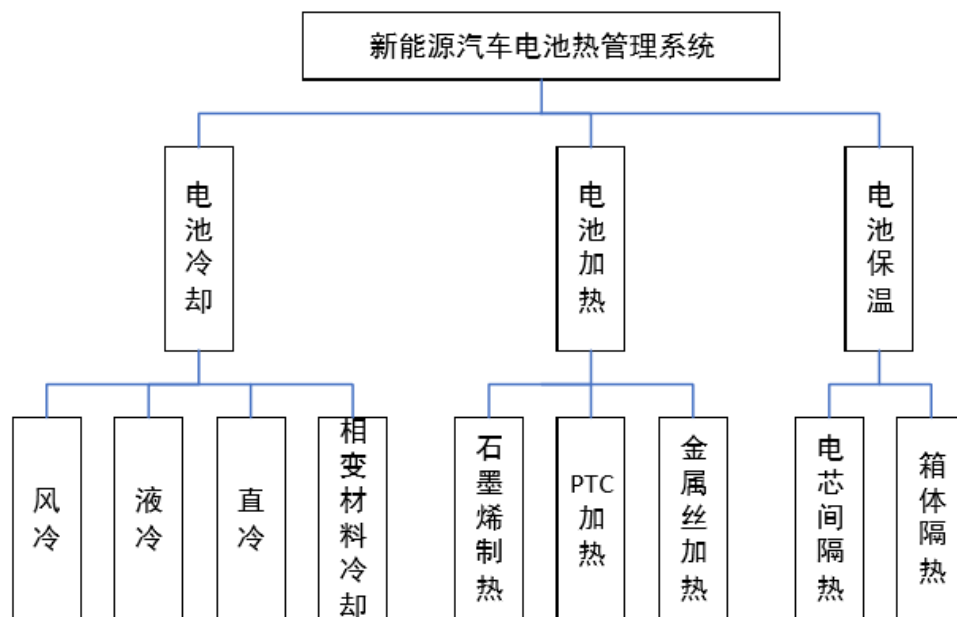 新能源汽车电池热管理系统
电池冷却
电池加热
电池保温
风冷
液冷
直冷
相变材料冷却
石墨烯制热
PTC
加热
金属丝加热
电芯间隔热
箱体隔热